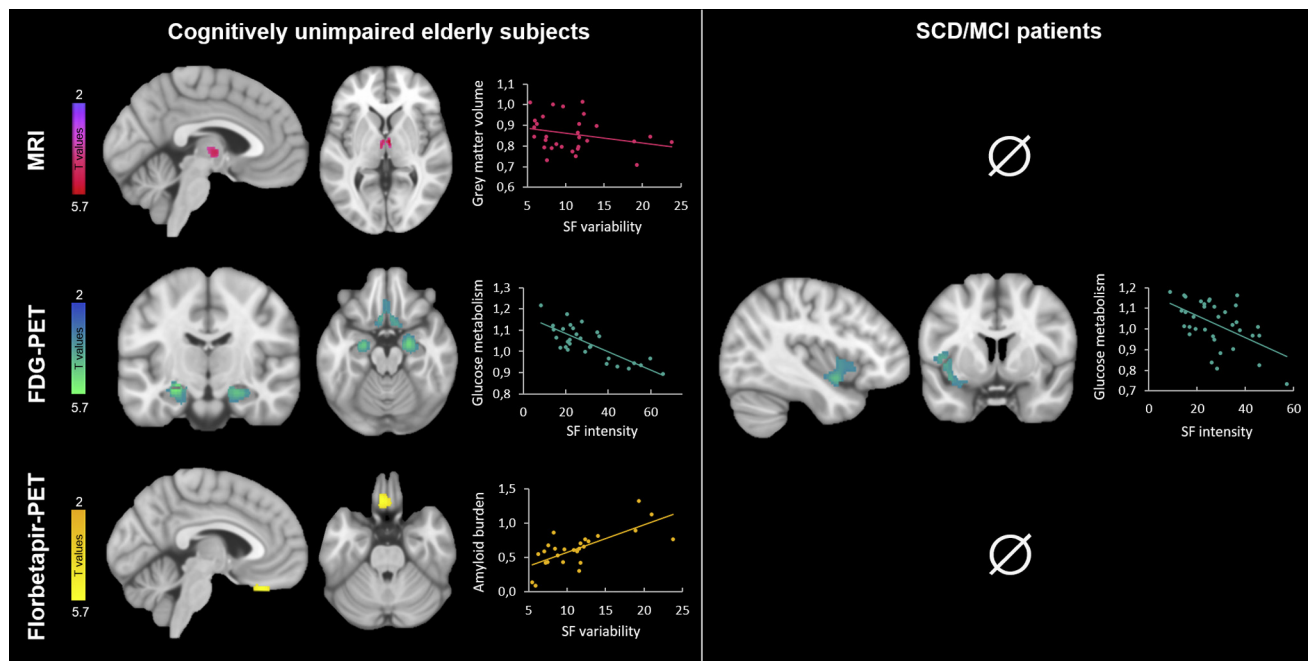 Cognitively unimpaired elderly subjects
SCD/MCI patients
MRI
2
T values
5.7
Grey matter volume
1,1
1,0
0,9
0,8
0,7
0,6
5 10 15 20 25
SF variability
∅
FDG-PET
2
T values
5.7
Glucose metabolism
1,3
1,2
1,1
1,0
0,9
0,8
0 20 40 60
SF intensity
Glucose metabolism
1,2
1,1
1,0
0,9
0,8
0,7
0 20 40 60
SF intensity
Florbetapir-PET
2
T values
5.7
Amyloid burden
1,5
1,0
0,5
0,0
5 10 15 20 25
SF variability
∅